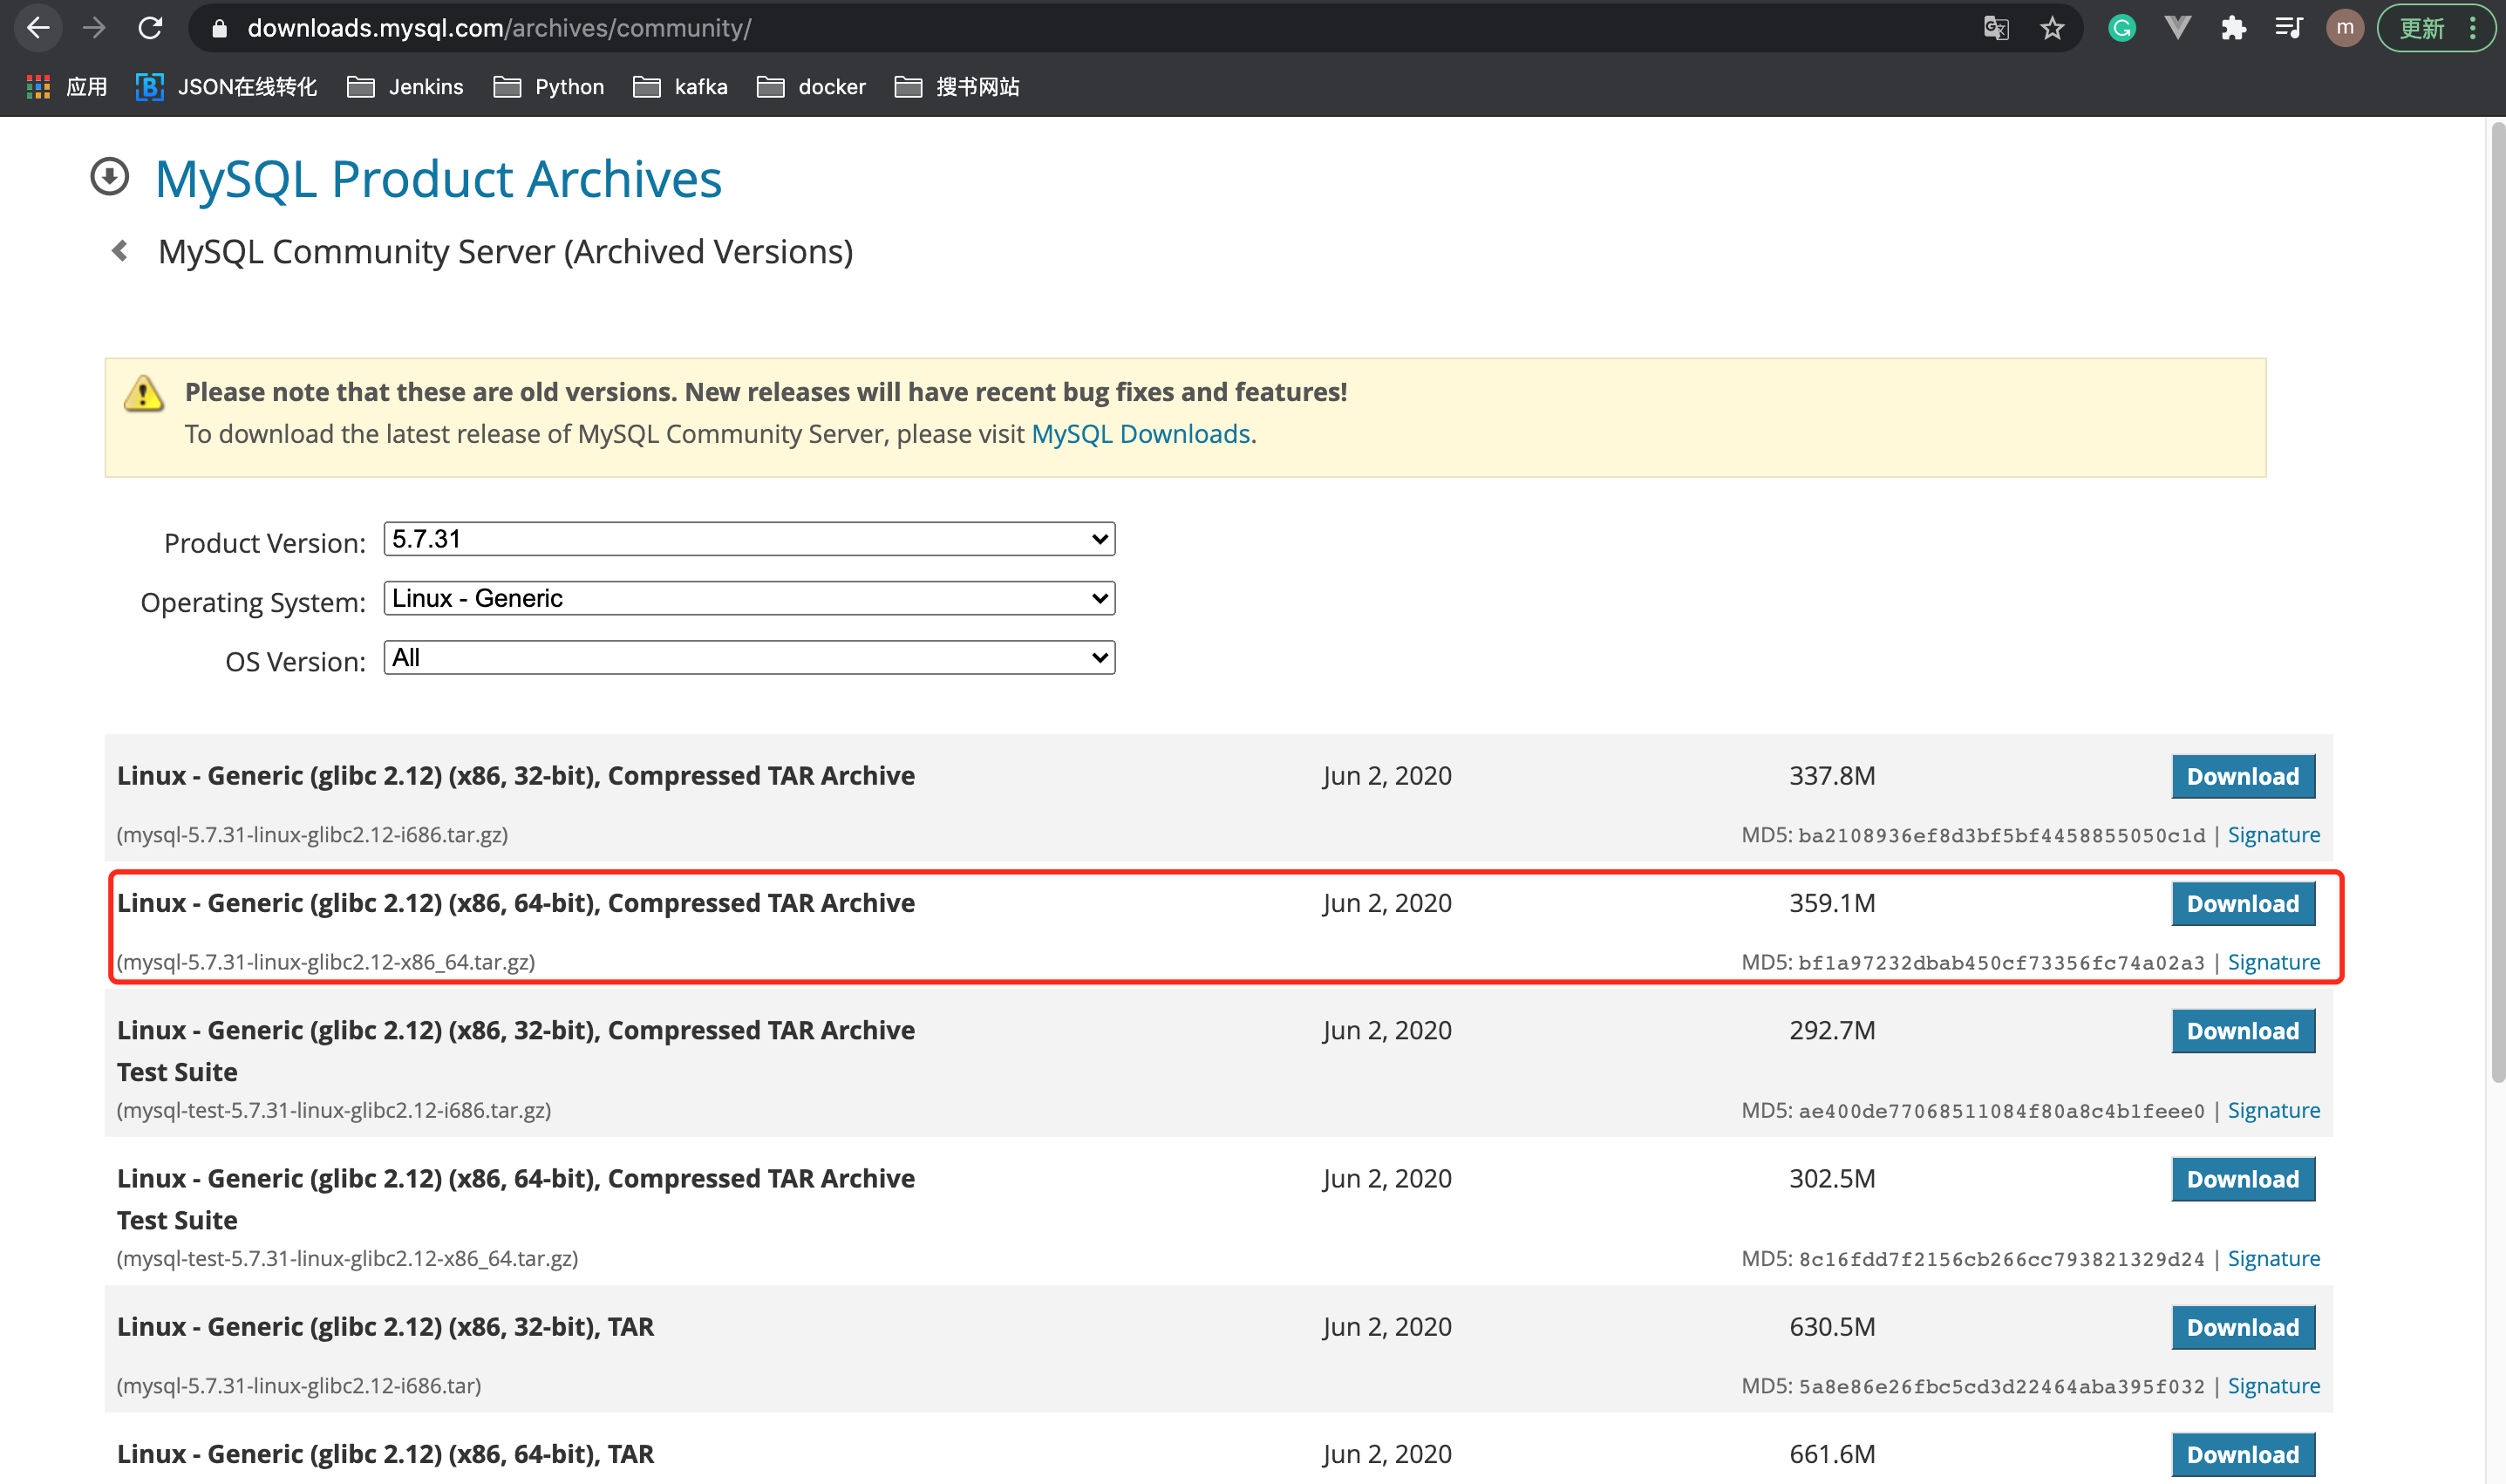 downloads.mysql.com/archives/community/
m
更新
应用
JSON在线转化
Jenkins
Python
kafka
docker
搜书网站
MySQL Product Archives
MySQL Community Server (Archived Versions)
Please note that these are old versions. New releases will have recent bug fixes and features!
To download the latest release of MySQL Community Server, please visit MySQL Downloads.
Product Version: 5.7.31
Operating System: Linux - Generic
OS Version: All
Linux - Generic (glibc 2.12) (x86, 32-bit), Compressed TAR Archive Jun 2, 2020 337.8M Download
(mysql-5.7.31-linux-glibc2.12-i686.tar.gz) MD5: ba2108936ef8d3bf5bf4458855050c1d | Signature
Linux - Generic (glibc 2.12) (x86, 64-bit), Compressed TAR Archive Jun 2, 2020 359.1M Download
(mysql-5.7.31-linux-glibc2.12-x86_64.tar.gz) MD5: bf1a97232dbab450cf73356fc74a02a3 | Signature
Linux - Generic (glibc 2.12) (x86, 32-bit), Compressed TAR Archive Jun 2, 2020 292.7M Download
Test Suite
(mysql-test-5.7.31-linux-glibc2.12-i686.tar.gz) MD5: ae400de77068511084f80a8c4b1feee0 | Signature
Linux - Generic (glibc 2.12) (x86, 64-bit), Compressed TAR Archive Jun 2, 2020 302.5M Download
Test Suite
(mysql-test-5.7.31-linux-glibc2.12-x86_64.tar.gz) MD5: 8c16fdd7f2156cb266cc793821329d24 | Signature
Linux - Generic (glibc 2.12) (x86, 32-bit), TAR Jun 2, 2020 630.5M Download
(mysql-5.7.31-linux-glibc2.12-i686.tar) MD5: 5a8e86e26fbc5cd3d22464aba395f032 | Signature
Linux - Generic (glibc 2.12) (x86, 64-bit), TAR Jun 2, 2020 661.6M Download